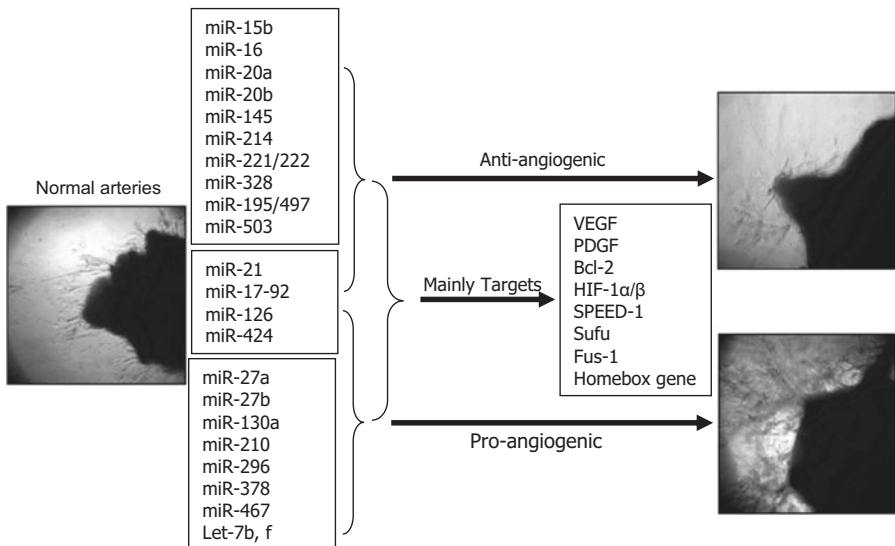 Normal arteries
miR-15b
miR-16
miR-20a
miR-20b
miR-145
miR-214
miR-221/222
miR-328
miR-195/497
miR-503
miR-21
miR-17-92
miR-126
miR-424
miR-27a
miR-27b
miR-130a
miR-210
miR-296
miR-378
miR-467
Let-7b, f
Anti-angiogenic
Mainly Targets
Pro-angiogenic
VEGF
PDGF
Bcl-2
HIF-1α/β
SPEED-1
Sufu
Fus-1
Homebox gene